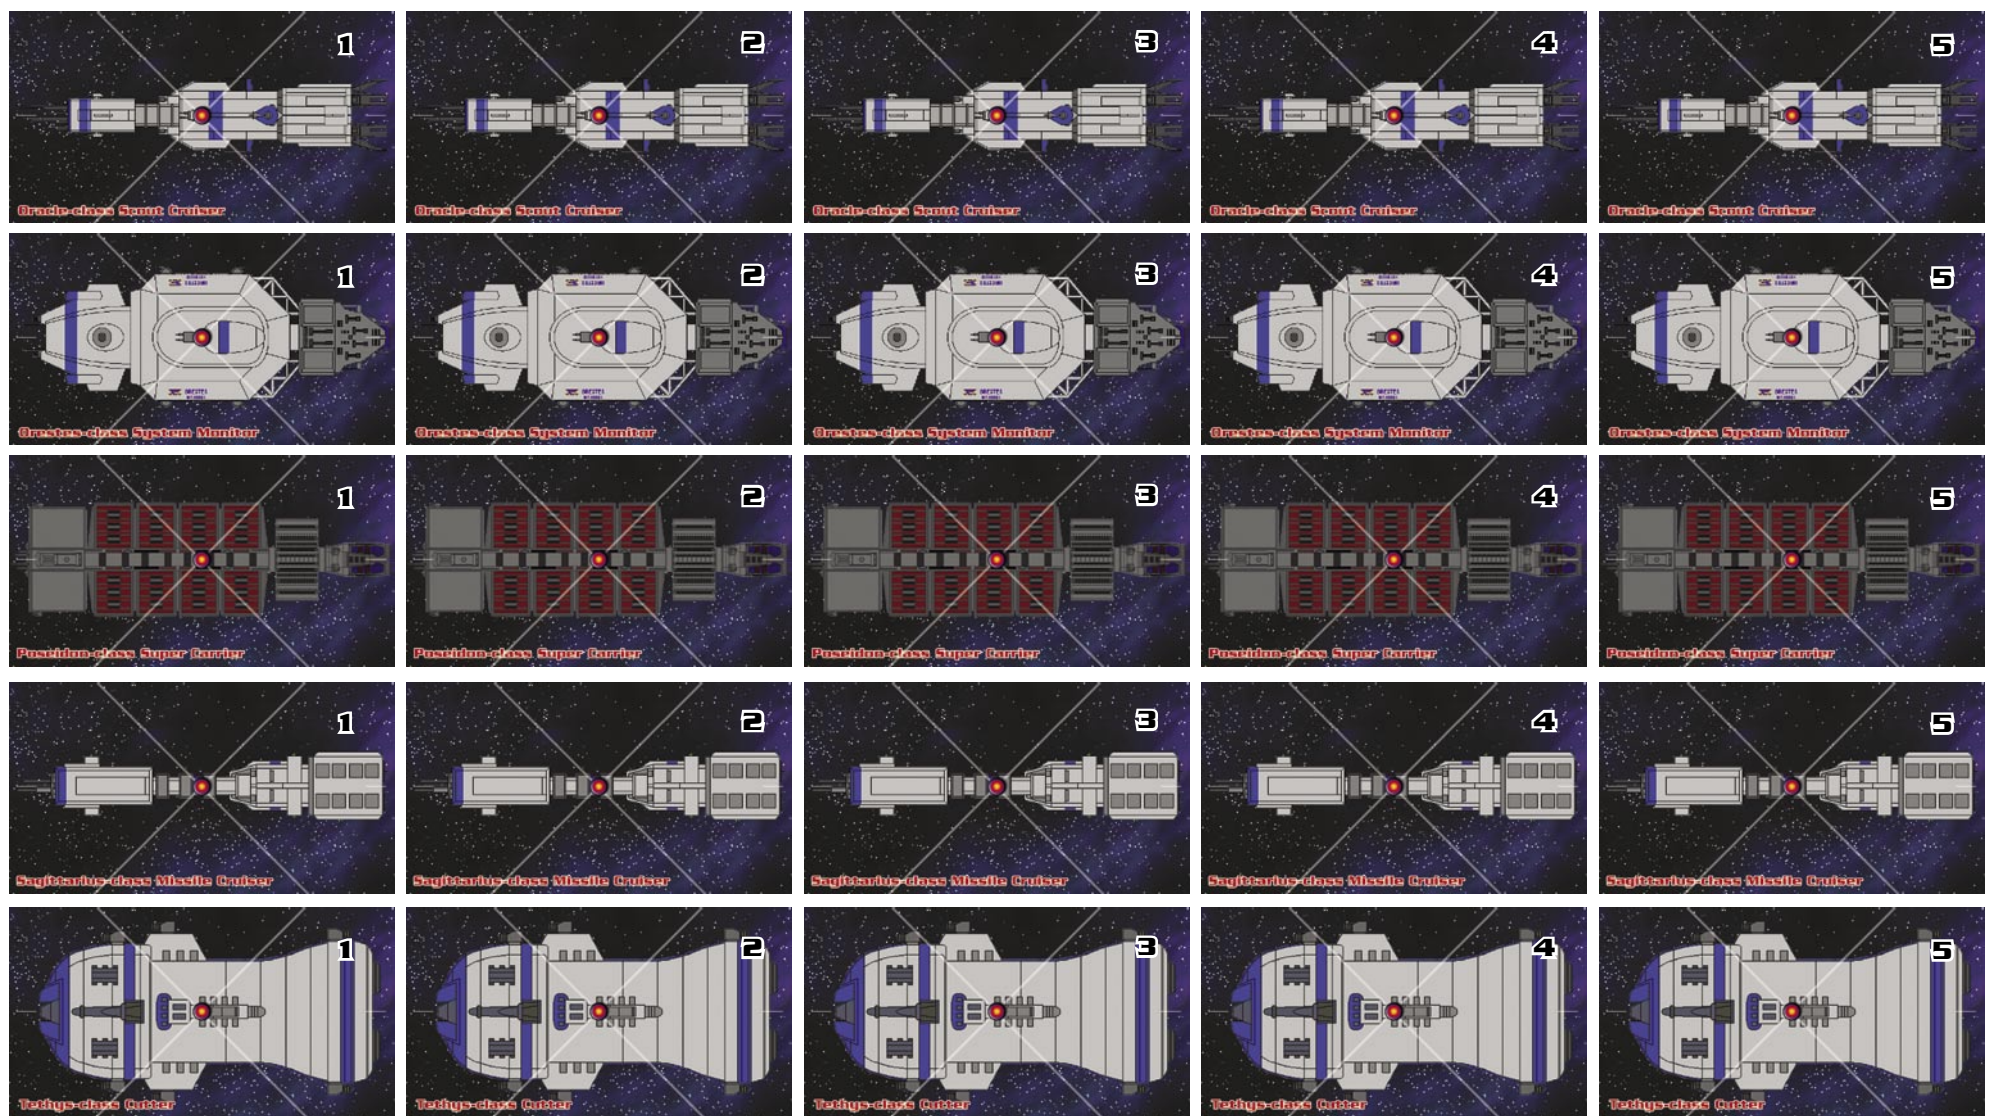 1 2 3 4 5
Oracle-class Scout Cruiser Oracle-class Scout Cruiser Oracle-class Scout Cruiser Oracle-class Scout Cruiser Oracle-class Scout Cruiser
1 2 3 4 5
Orestes-class System Monitor Orestes-class System Monitor Orestes-class System Monitor Orestes-class System Monitor Orestes-class System Monitor
1 2 3 4 5
Poseidon-class Super Carrier Poseidon-class Super Carrier Poseidon-class Super Carrier Poseidon-class Super Carrier Poseidon-class Super Carrier
1 2 3 4 5
Sagittarius-class Missile Cruiser Sagittarius-class Missile Cruiser Sagittarius-class Missile Cruiser Sagittarius-class Missile Cruiser Sagittarius-class Missile Cruiser
1 2 3 4 5
Tethys-class Cutter Tethys-class Cutter Tethys-class Cutter Tethys-class Cutter Tethys-class Cutter